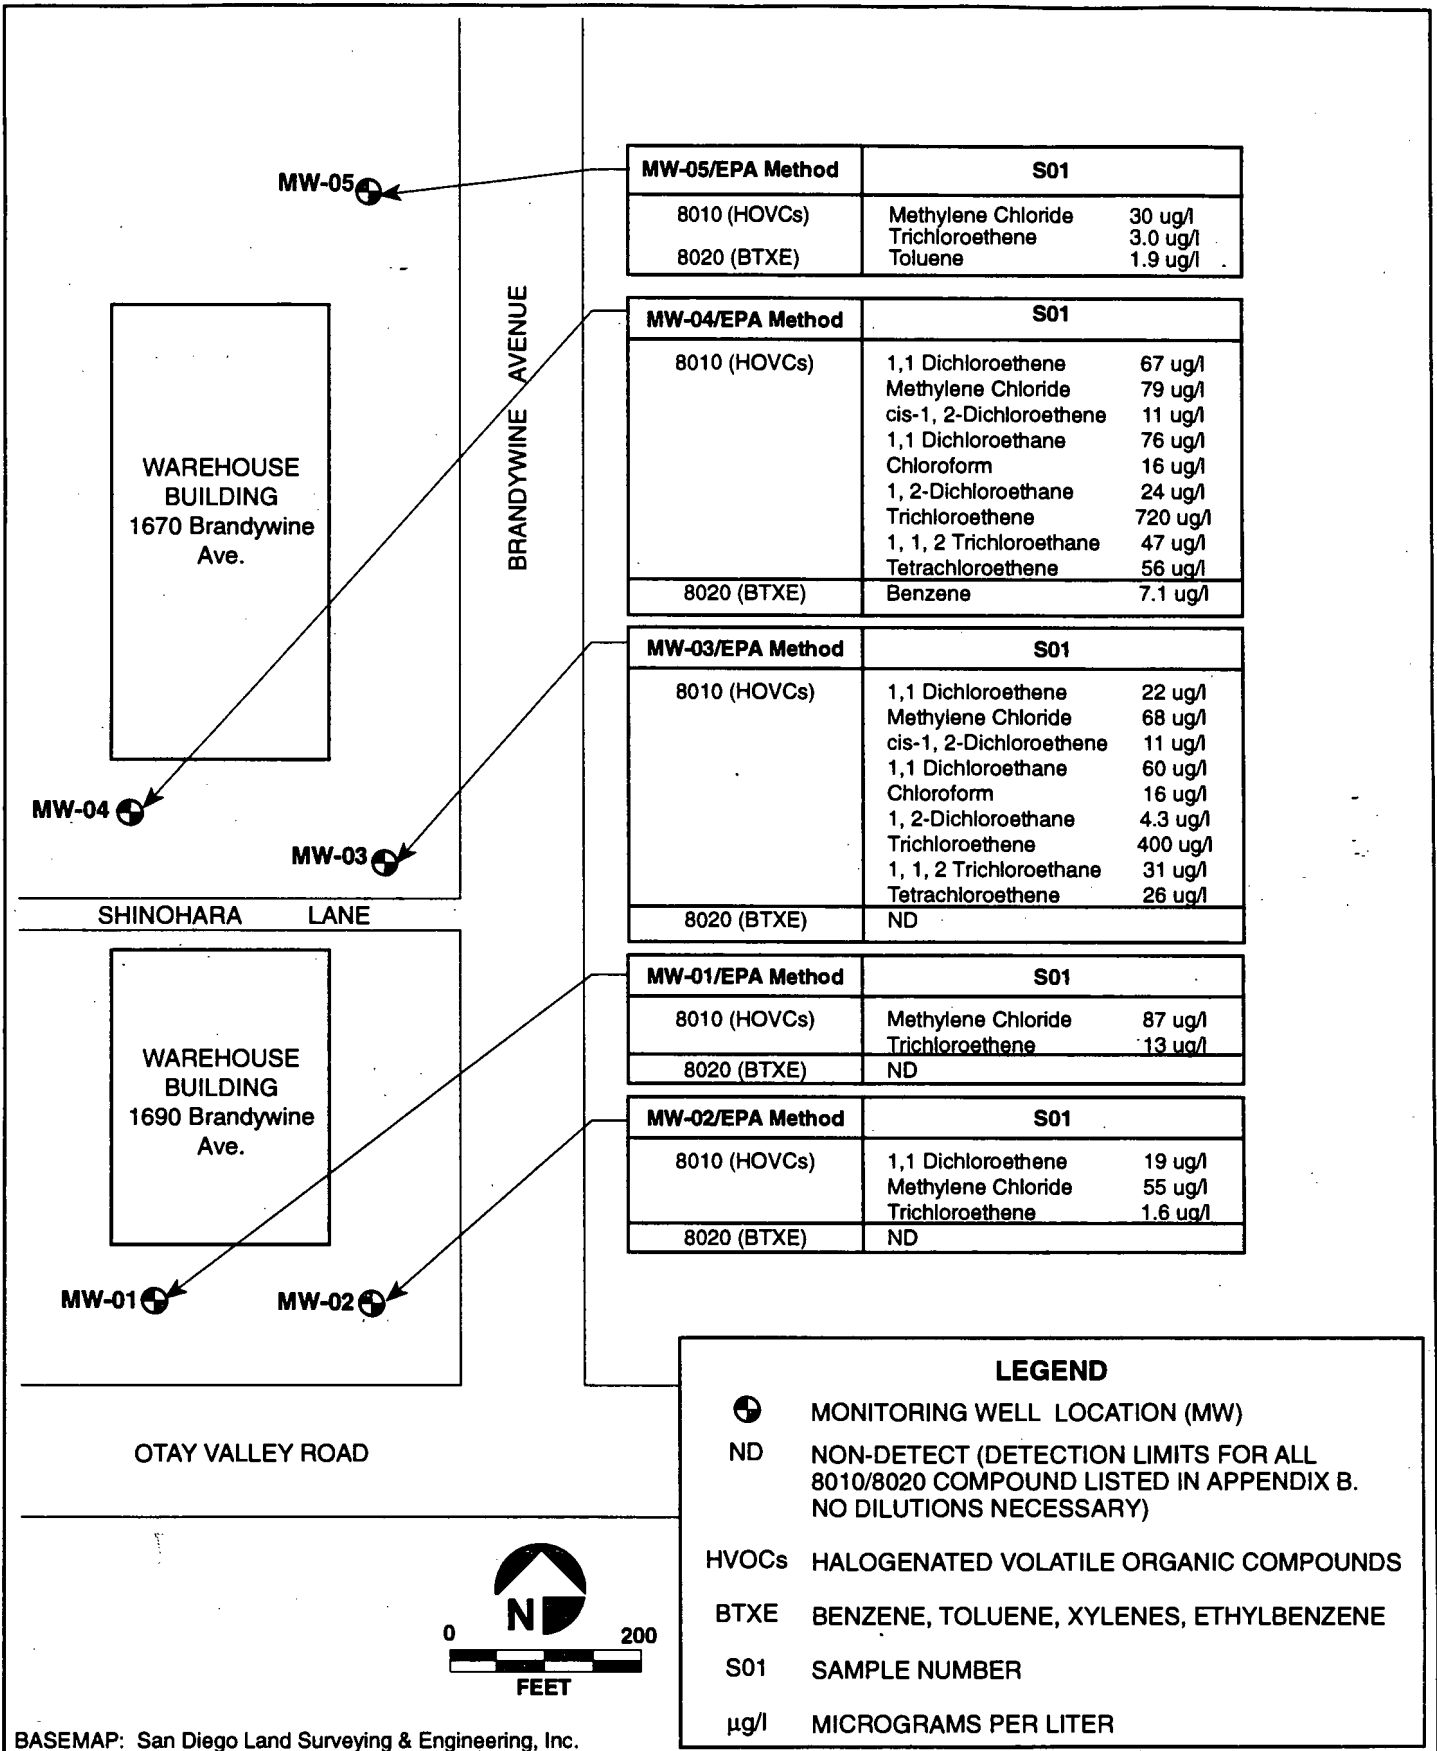 MW-05
MW-05/EPA Method S01
8010 (HOVCs) Methylene Chloride 30 ug/l
Trichloroethene 3.0 ug/l
8020 (BTXE) Toluene 1.9 ug/l
BRANDYWINE AVENUE
MW-04/EPA Method S01
8010 (HOVCs) 1,1 Dichloroethene 67 ug/l
Methylene Chloride 79 ug/l
cis-1, 2-Dichloroethene 11 ug/l
1,1 Dichloroethane 76 ug/l
Chloroform 16 ug/l
1, 2-Dichloroethane 24 ug/l
Trichloroethene 720 ug/l
1, 1, 2 Trichloroethane 47 ug/l
Tetrachloroethene 56 ug/l
8020 (BTXE) Benzene 7.1 ug/l
WAREHOUSE
BUILDING
1670 Brandywine
Ave.
MW-03/EPA Method S01
8010 (HOVCs) 1,1 Dichloroethene 22 ug/l
Methylene Chloride 68 ug/l
cis-1, 2-Dichloroethene 11 ug/l
1,1 Dichloroethane 60 ug/l
Chloroform 16 ug/l
1, 2-Dichloroethane 4.3 ug/l
Trichloroethene 400 ug/l
1, 1, 2 Trichloroethane 31 ug/l
Tetrachloroethene 26 ug/l
8020 (BTXE) ND
MW-04
MW-03
SHINOHARA LANE
MW-01/EPA Method S01
8010 (HOVCs) Methylene Chloride 87 ug/l
Trichloroethene 13 ug/l
8020 (BTXE) ND
WAREHOUSE
BUILDING
1690 Brandywine
Ave.
MW-02/EPA Method S01
8010 (HOVCs) 1,1 Dichloroethene 19 ug/l
Methylene Chloride 55 ug/l
Trichloroethene 1.6 ug/l
8020 (BTXE) ND
MW-01
MW-02
OTAY VALLEY ROAD
LEGEND
MONITORING WELL LOCATION (MW)
ND NON-DETECT (DETECTION LIMITS FOR ALL
8010/8020 COMPOUND LISTED IN APPENDIX B.
NO DILUTIONS NECESSARY)
HVOCs HALOGENATED VOLATILE ORGANIC COMPOUNDS
BTXE BENZENE, TOLUENE, XYLENES, ETHYLBENZENE
S01 SAMPLE NUMBER
µg/l MICROGRAMS PER LITER
N
0 200
FEET
BASEMAP: San Diego Land Surveying & Engineering, Inc.